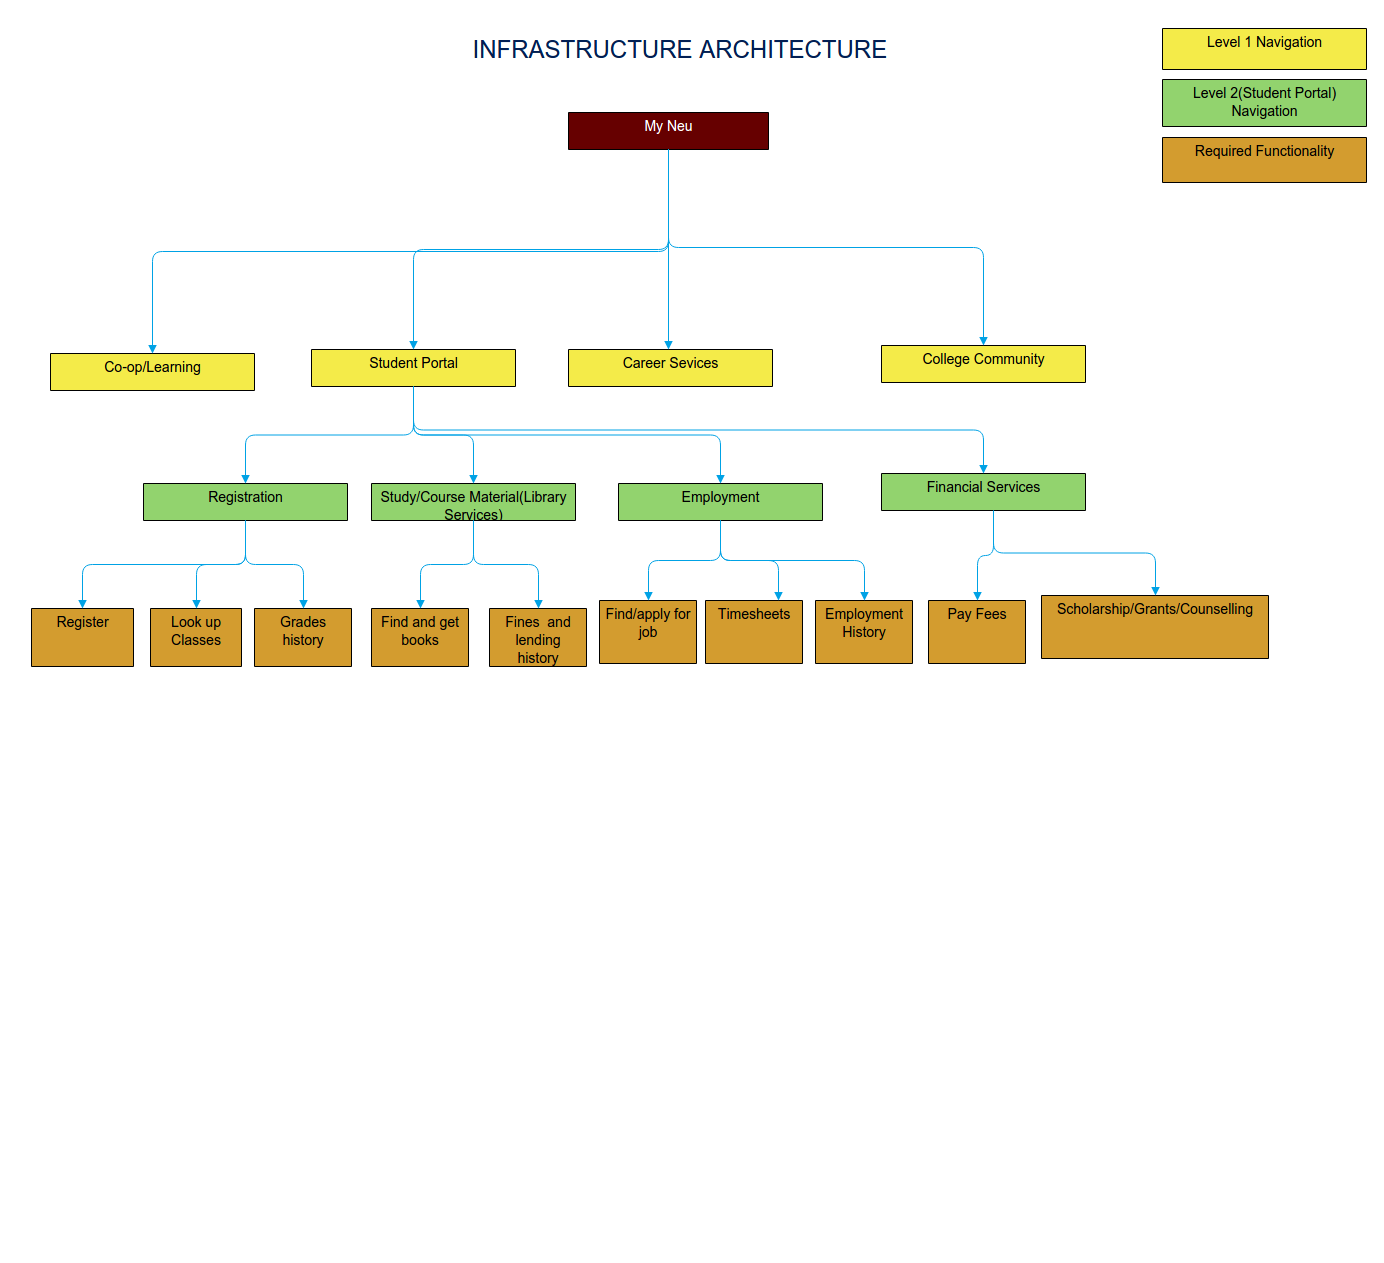 INFRASTRUCTURE ARCHITECTURE
Level 1 Navigation
Level 2(Student Portal)
Navigation
Required Functionality
My Neu
Co-op/Learning
Student Portal
Career Sevices
College Community
Registration
Study/Course Material(Library
Services)
Employment
Financial Services
Register
Look up
Classes
Grades
history
Find and get
books
Fines  and
lending
history
Find/apply for
job
Timesheets
Employment
History
Pay Fees
Scholarship/Grants/Counselling